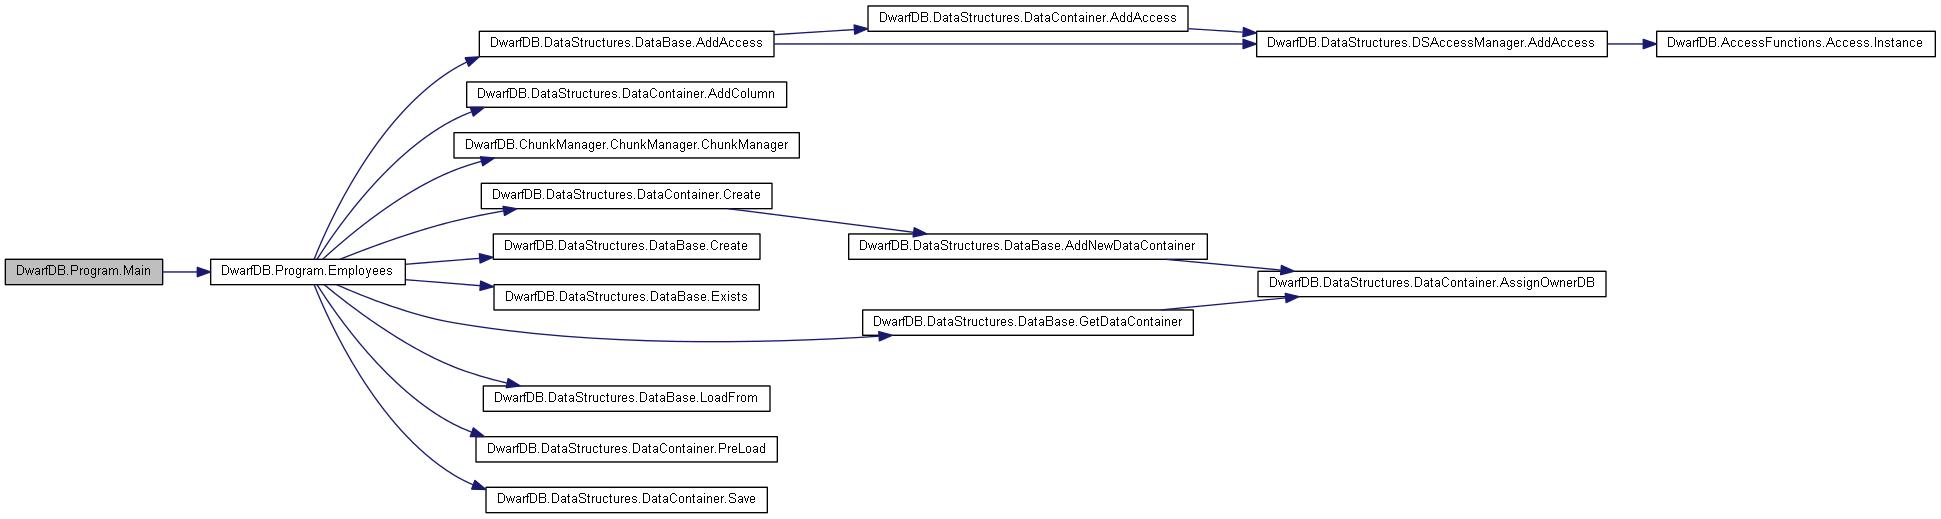 DwarfDB.DataStructures.DataContainer.AddAccess
DwarfDB.DataStructures.DataBase.AddAccess
DwarfDB.DataStructures.DSAccessManager.AddAccess
DwarfDB.AccessFunctions.Access.Instance
DwarfDB.DataStructures.DataContainer.AddColumn
DwarfDB.ChunkManager.ChunkManager.ChunkManager
DwarfDB.DataStructures.DataContainer.Create
DwarfDB.DataStructures.DataBase.Create
DwarfDB.DataStructures.DataBase.AddNewDataContainer
DwarfDB.Program.Main
DwarfDB.Program.Employees
DwarfDB.DataStructures.DataContainer.AssignOwnerDB
DwarfDB.DataStructures.DataBase.Exists
DwarfDB.DataStructures.DataBase.GetDataContainer
DwarfDB.DataStructures.DataBase.LoadFrom
DwarfDB.DataStructures.DataContainer.PreLoad
DwarfDB.DataStructures.DataContainer.Save